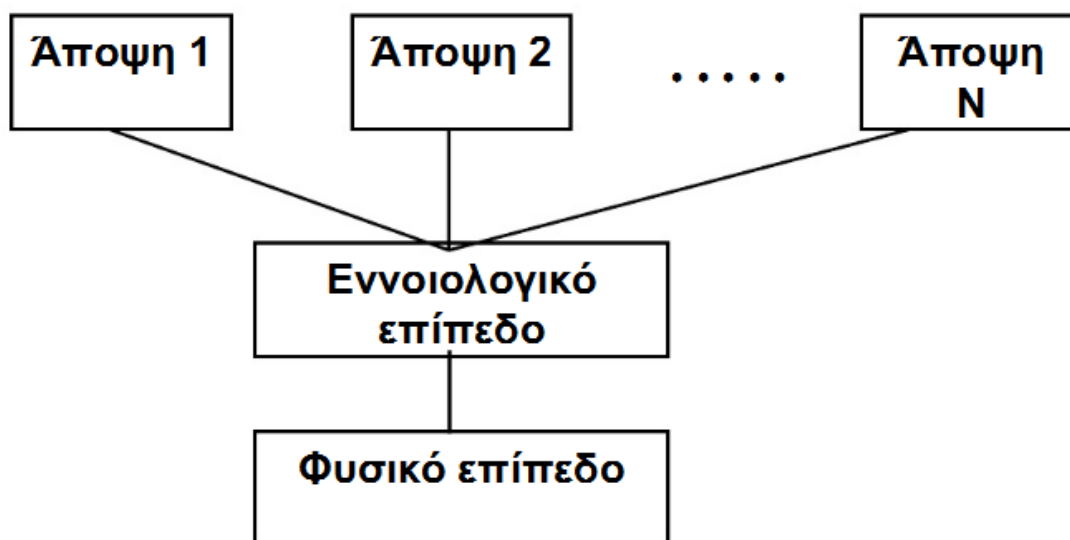 Άποψη 1
Άποψη 2
.....
Άποψη
Ν
Εννοιολογικό
επίπεδο
Φυσικό επίπεδο